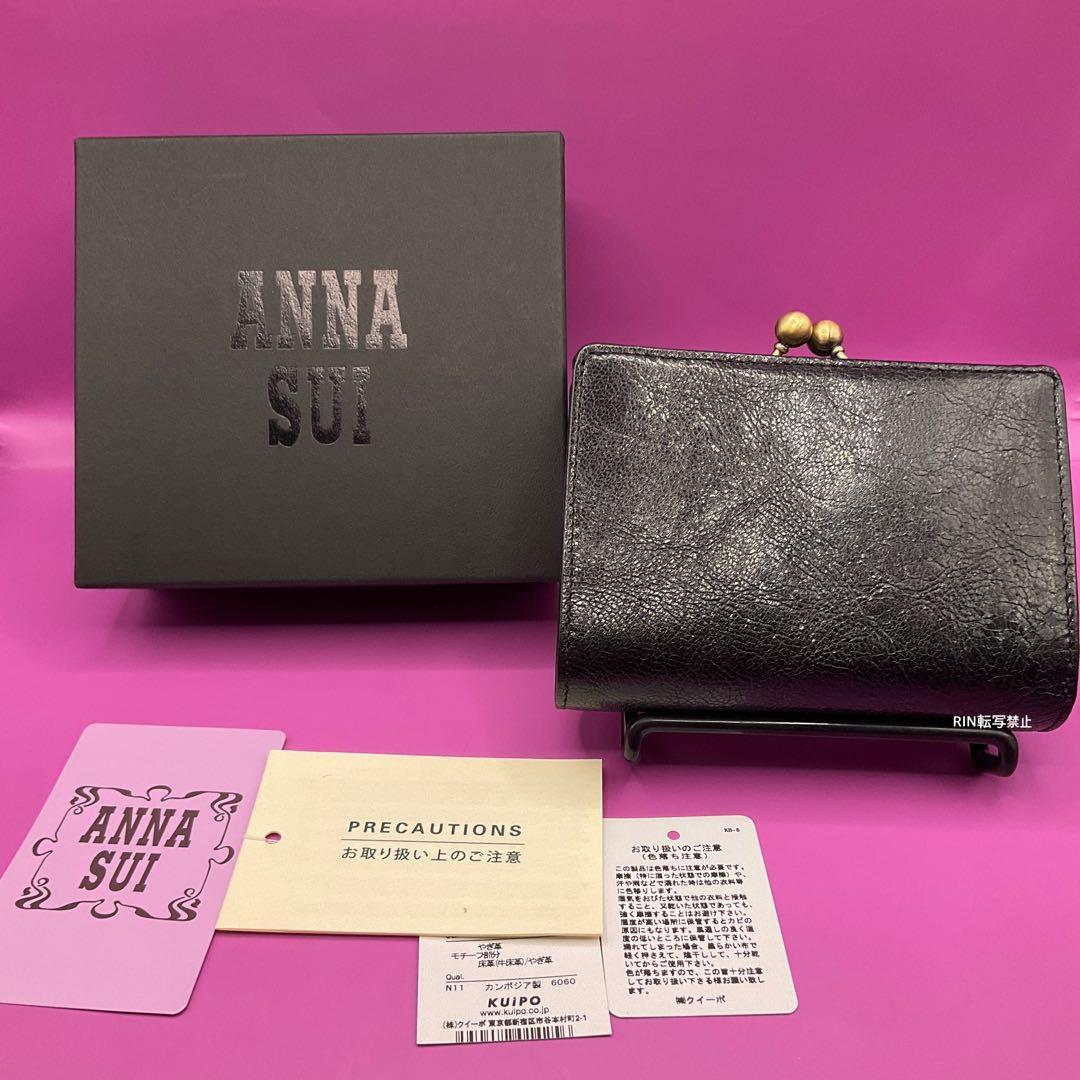 ANNA
SUI
RIN転写禁止
ANNA
SUI
PRECAUTIONS
お取り扱い上のご注意
KB-8
お取り扱いのご注意
(色落ち注意)
この製品は色落ちに注意が必要です。
摩擦(特に湿った状態での摩擦)や、
汗や雨などで濡れた時は他の衣料等
に色移りします。
湿気をおびた状態で他の衣料と接触
すること、又乾いた状態であっても、
強く摩擦することはお避け下さい。
湿度が高い場所に保管するとカビの
原因にもなります。風通しの良く湿
度の低いところに保管して下さい。
濡れてしまった場合、柔らかい布で
軽く押さえて、陰干しして、十分乾
いてからご使用下さい。
色が落ちますので、この旨十分注意
してお取り扱い下さる様お願い致し
ます。
㈱クイーポ
やぎ革
モチーフ部分
床革(牛床革)/やぎ革
Qual.
N11 カンボジア製 6060
KUiPO
www.kuipo.co.jp
(株)クイーポ 東京都新宿区市谷本村町2-1